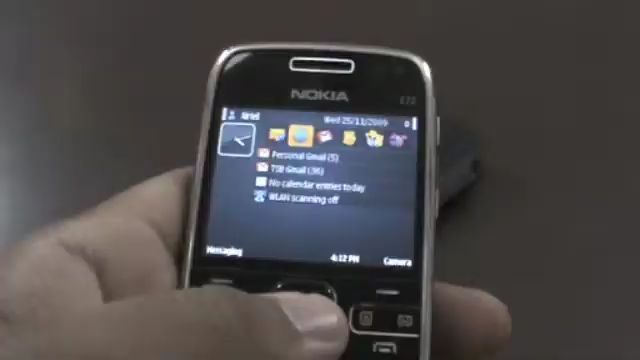 NOKIA
E72
Airtel
Wed 25/11/2009
Personal Gmail (5)
TSB Gmail (36)
No calendar entries today
WLAN scanning off
Messaging
4:12 PM
Camera